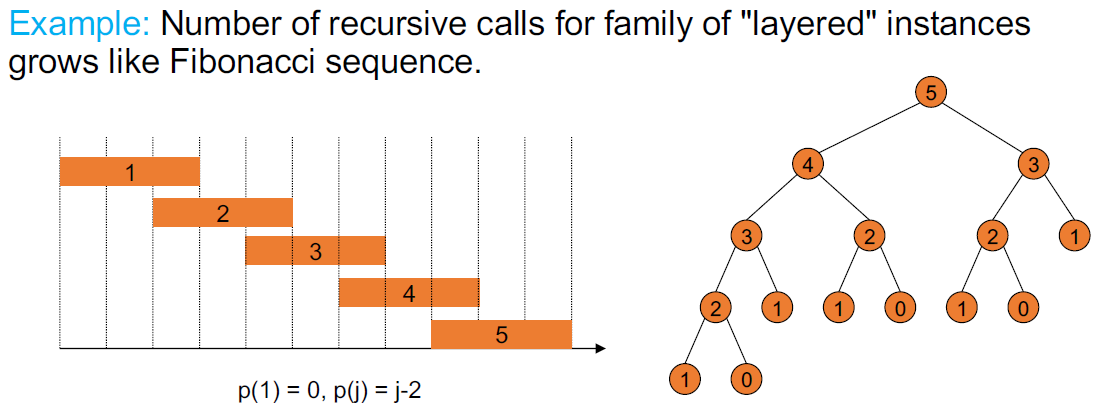 Example: Number of recursive calls for family of "layered" instances
grows like Fibonacci sequence.
1
2
3
4
5
p(1) = 0, p(j) = j-2
5
4 3
3 2 2 1
2 1 1 0 1 0
1 0